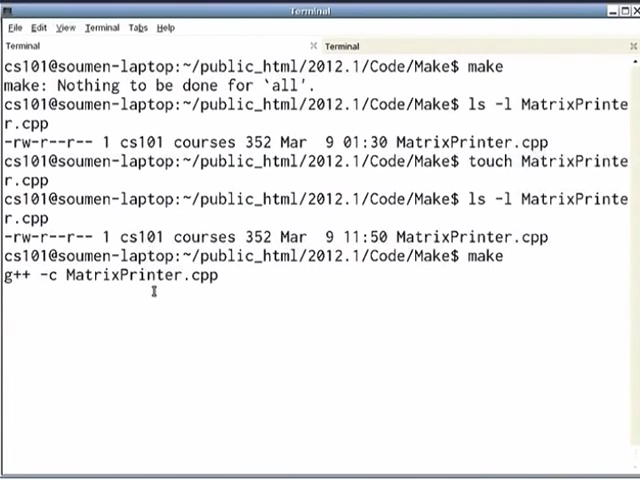 Terminal
File Edit View Terminal Tabs Help
Terminal Terminal
cs101@soumen-laptop:~/public_html/2012.1/Code/Make$ make
make: Nothing to be done for `all'.
cs101@soumen-laptop:~/public_html/2012.1/Code/Make$ ls -l MatrixPrinte
r.cpp
-rw-r--r-- 1 cs101 courses 352 Mar  9 01:30 MatrixPrinter.cpp
cs101@soumen-laptop:~/public_html/2012.1/Code/Make$ touch MatrixPrinte
r.cpp
cs101@soumen-laptop:~/public_html/2012.1/Code/Make$ ls -l MatrixPrinte
r.cpp
-rw-r--r-- 1 cs101 courses 352 Mar  9 11:50 MatrixPrinter.cpp
cs101@soumen-laptop:~/public_html/2012.1/Code/Make$ make
g++ -c MatrixPrinter.cpp